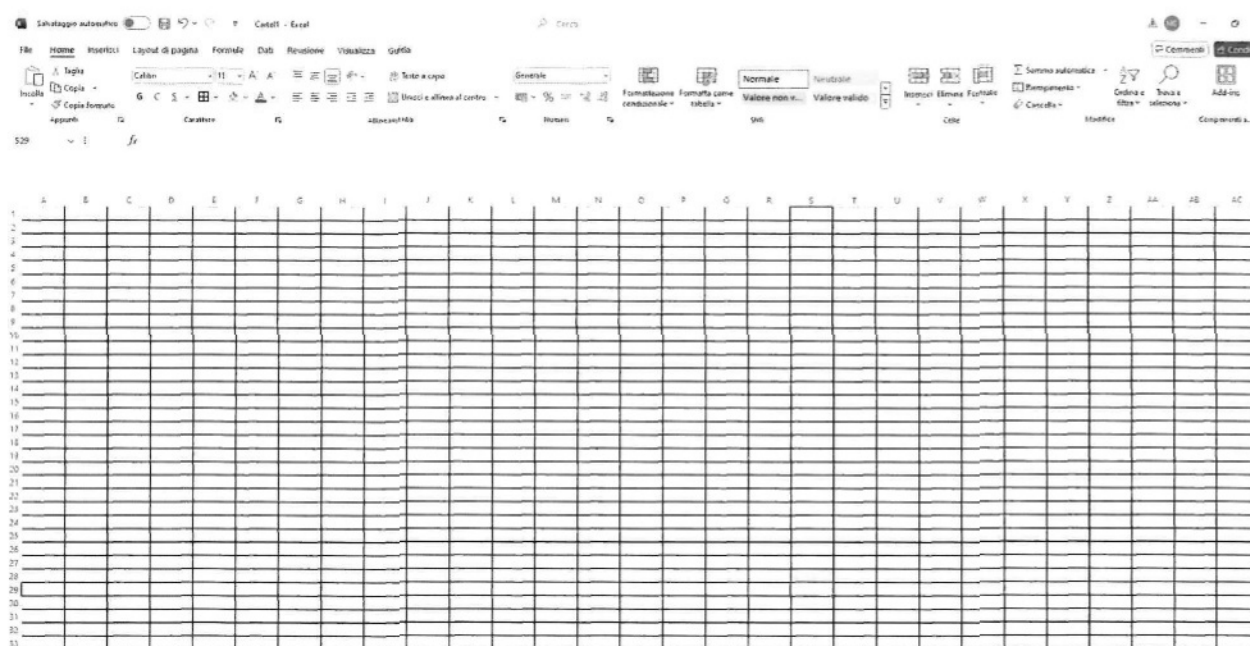 Salvataggio automatico Cartel1 - Excel Cerca
File Home Inserisci Layout di pagina Formule Dati Revisione Visualizza Guida Commenti Condi
Incolla Taglia Copia Copia formato
Calibri 11 A A
G C S A
Testo a capo
Unisci e allinea al centro
Generale
%
Formattazione condizionale Formatta come tabella
Normale Neutrale
Valore non v... Valore valido
Inserisci Elimina Formato
Somma automatica
Riempimento
Cancella
Ordina e filtra Trova e seleziona
Add-ins
Appunti Carattere Allineamento Numeri Stili Celle Modifica Componenti a...
S29 fx
A B C D E F G H I J K L M N O P Q R S T U V W X Y Z AA AB AC
1
2
3
4
5
6
7
8
9
10
11
12
13
14
15
16
17
18
19
20
21
22
23
24
25
26
27
28
29
30
31
32
33